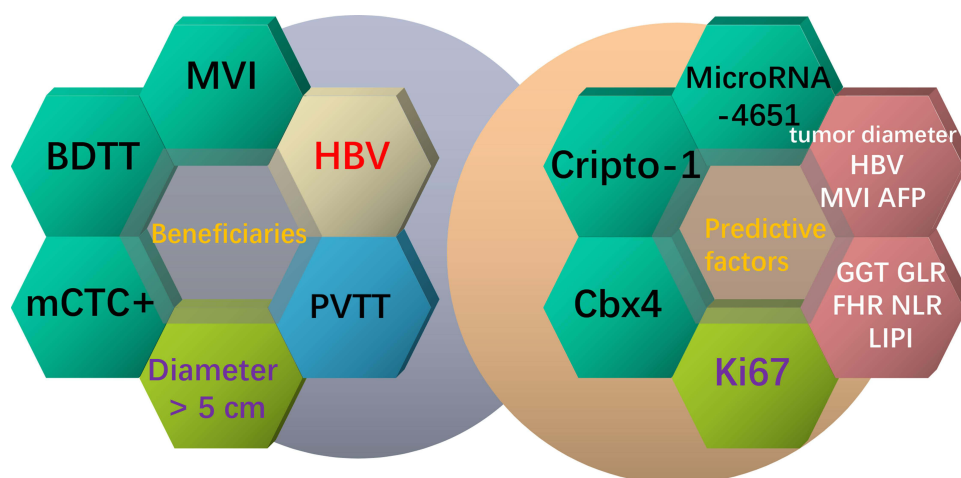 MVI
BDTT
HBV
Beneficiaries
mCTC+
PVTT
Diameter
> 5 cm
MicroRNA
-4651
Cripto-1
tumor diameter
HBV
MVI AFP
Predictive
factors
Cbx4
GGT GLR
FHR NLR
LIPI
Ki67